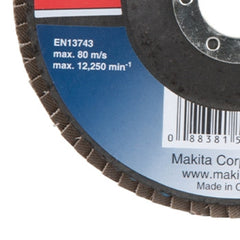 EN13743
max. 80 m/s
max. 12,250 min⁻¹
0 88381 5
Makita Corp
www.maki
Made in C